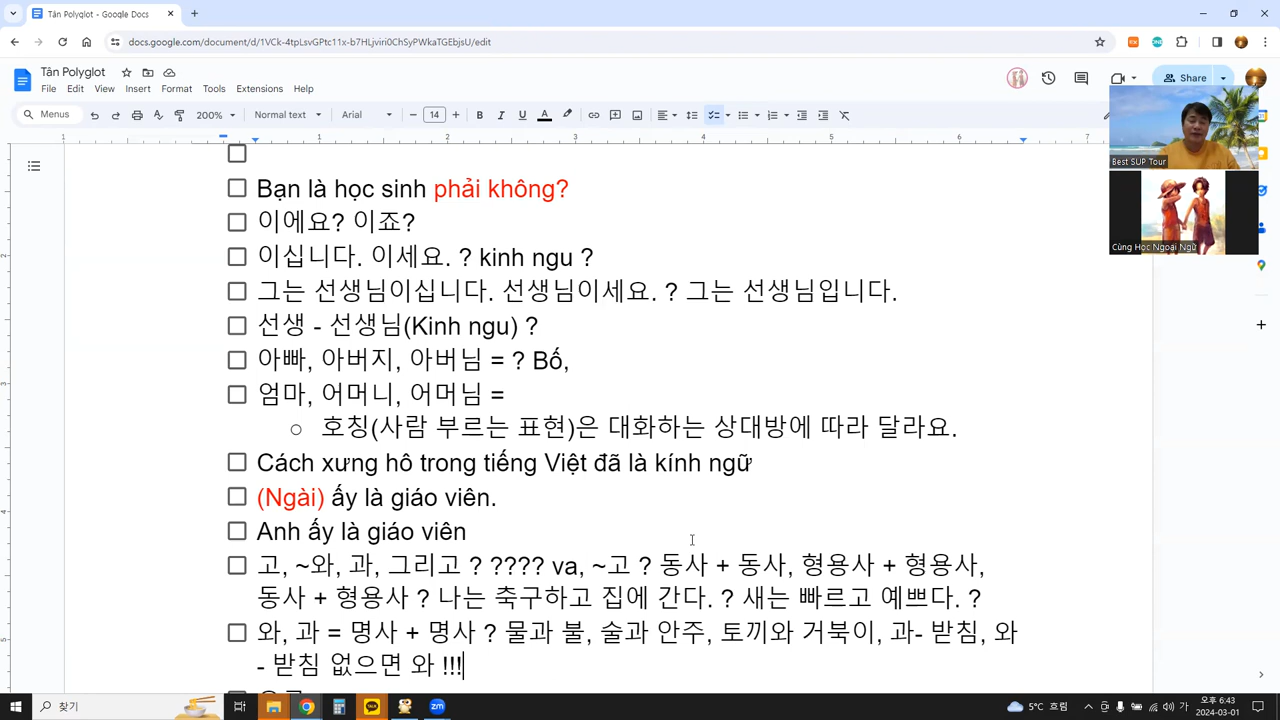 Tân Polyglot - Google Docs
docs.google.com/document/d/1VCk-4tpLsvGPtc11x-b7HLjviri0ChSyPWkaTGEbjsU/edit
Tân Polyglot
File Edit View Insert Format Tools Extensions Help
Share
Menus 200% Normal text Arial 14 B I U A
1 1 2 3 4 5 6 7
Best SUP Tour
Cùng Học Ngoại Ngữ
Bạn là học sinh phải không?
이에요? 이죠?
이십니다. 이세요. ? kinh ngu ?
그는 선생님이십니다. 선생님이세요. ? 그는 선생님입니다.
선생 - 선생님(Kinh ngu) ?
아빠, 아버지, 아버님 = ? Bố,
엄마, 어머니, 어머님 =
호칭(사람 부르는 표현)은 대화하는 상대방에 따라 달라요.
Cách xưng hô trong tiếng Việt đã là kính ngữ
(Ngài) ấy là giáo viên.
Anh ấy là giáo viên
고, ~와, 과, 그리고 ? ???? va, ~고 ? 동사 + 동사, 형용사 + 형용사,
동사 + 형용사 ? 나는 축구하고 집에 간다. ? 새는 빠르고 예쁘다. ?
와, 과 = 명사 + 명사 ? 물과 불, 술과 안주, 토끼와 거북이, 과- 받침, 와
- 받침 없으면 와 !!!
찾기
5°C 흐림
오후 6:43
2024-03-01